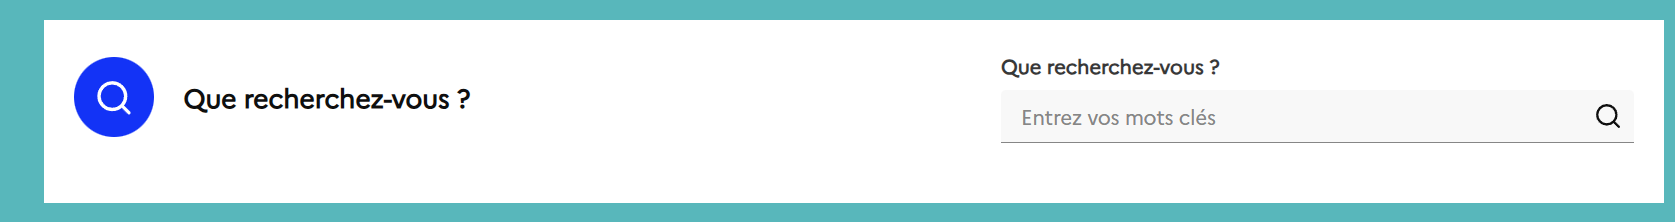 Que recherchez-vous ?
Que recherchez-vous ?
Entrez vos mots clés